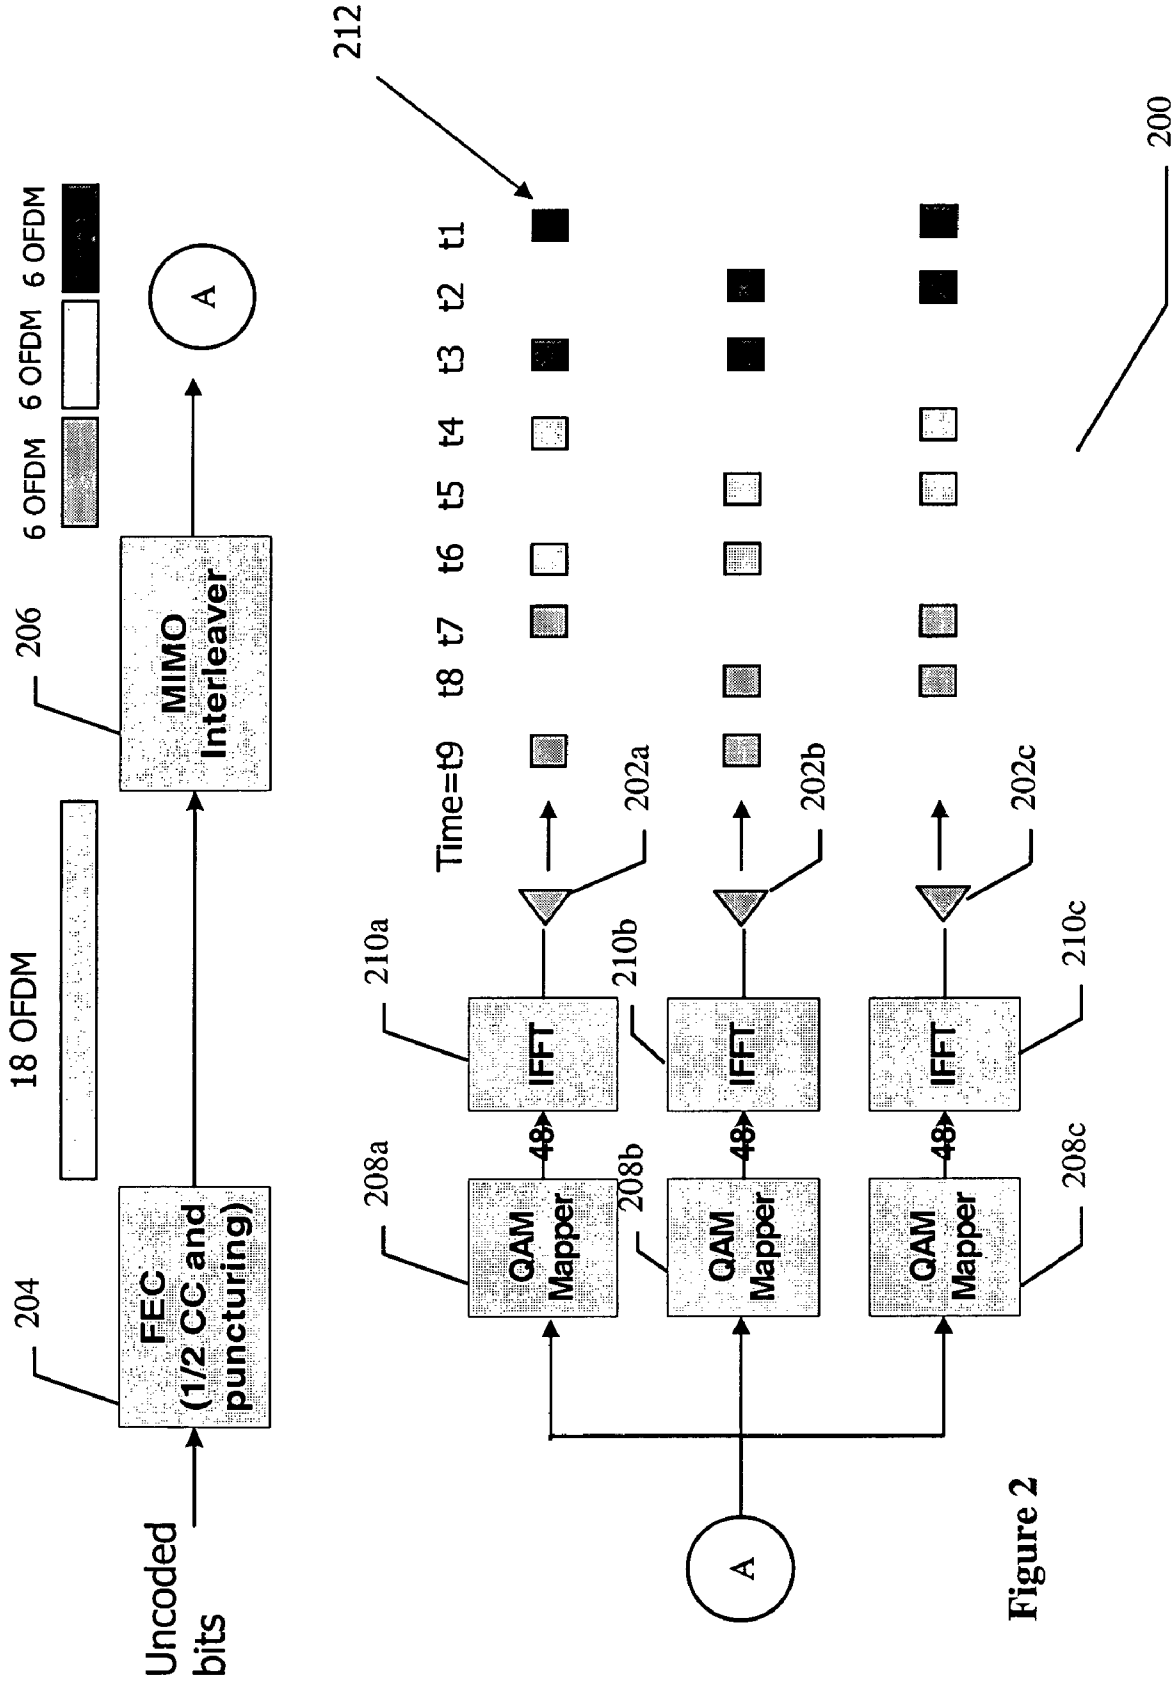 18 OFDM
6 OFDM 6 OFDM 6 OFDM
204
206
Uncoded
bits
FEC
(1/2 CC and
puncturing)
MIMO
Interleaver
A
212
Time=t9 t8 t7 t6 t5 t4 t3 t2 t1
208a
210a
QAM
Mapper
48
IFFT
202a
A
208b
210b
QAM
Mapper
48
IFFT
202b
QAM
Mapper
48
IFFT
202c
208c
210c
200
Figure 2